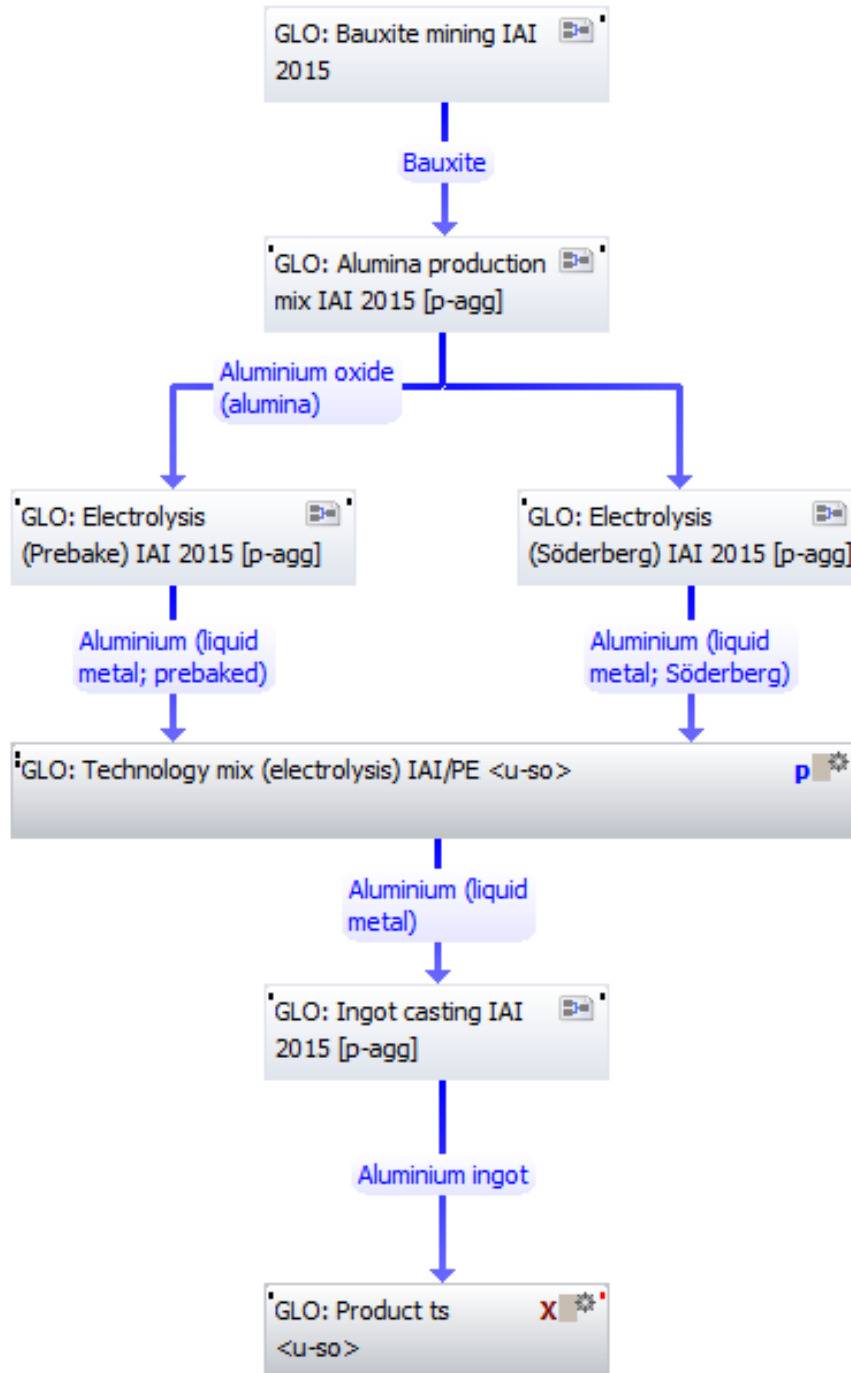 GLO: Bauxite mining IAI
2015
Bauxite
GLO: Alumina production
mix IAI 2015 [p-agg]
Aluminium oxide
(alumina)
GLO: Electrolysis
(Prebake) IAI 2015 [p-agg]
GLO: Electrolysis
(Söderberg) IAI 2015 [p-agg]
Aluminium (liquid
metal; prebaked)
Aluminium (liquid
metal; Söderberg)
GLO: Technology mix (electrolysis) IAI/PE <u-so>
p
Aluminium (liquid
metal)
GLO: Ingot casting IAI
2015 [p-agg]
Aluminium ingot
GLO: Product ts
X
<u-so>